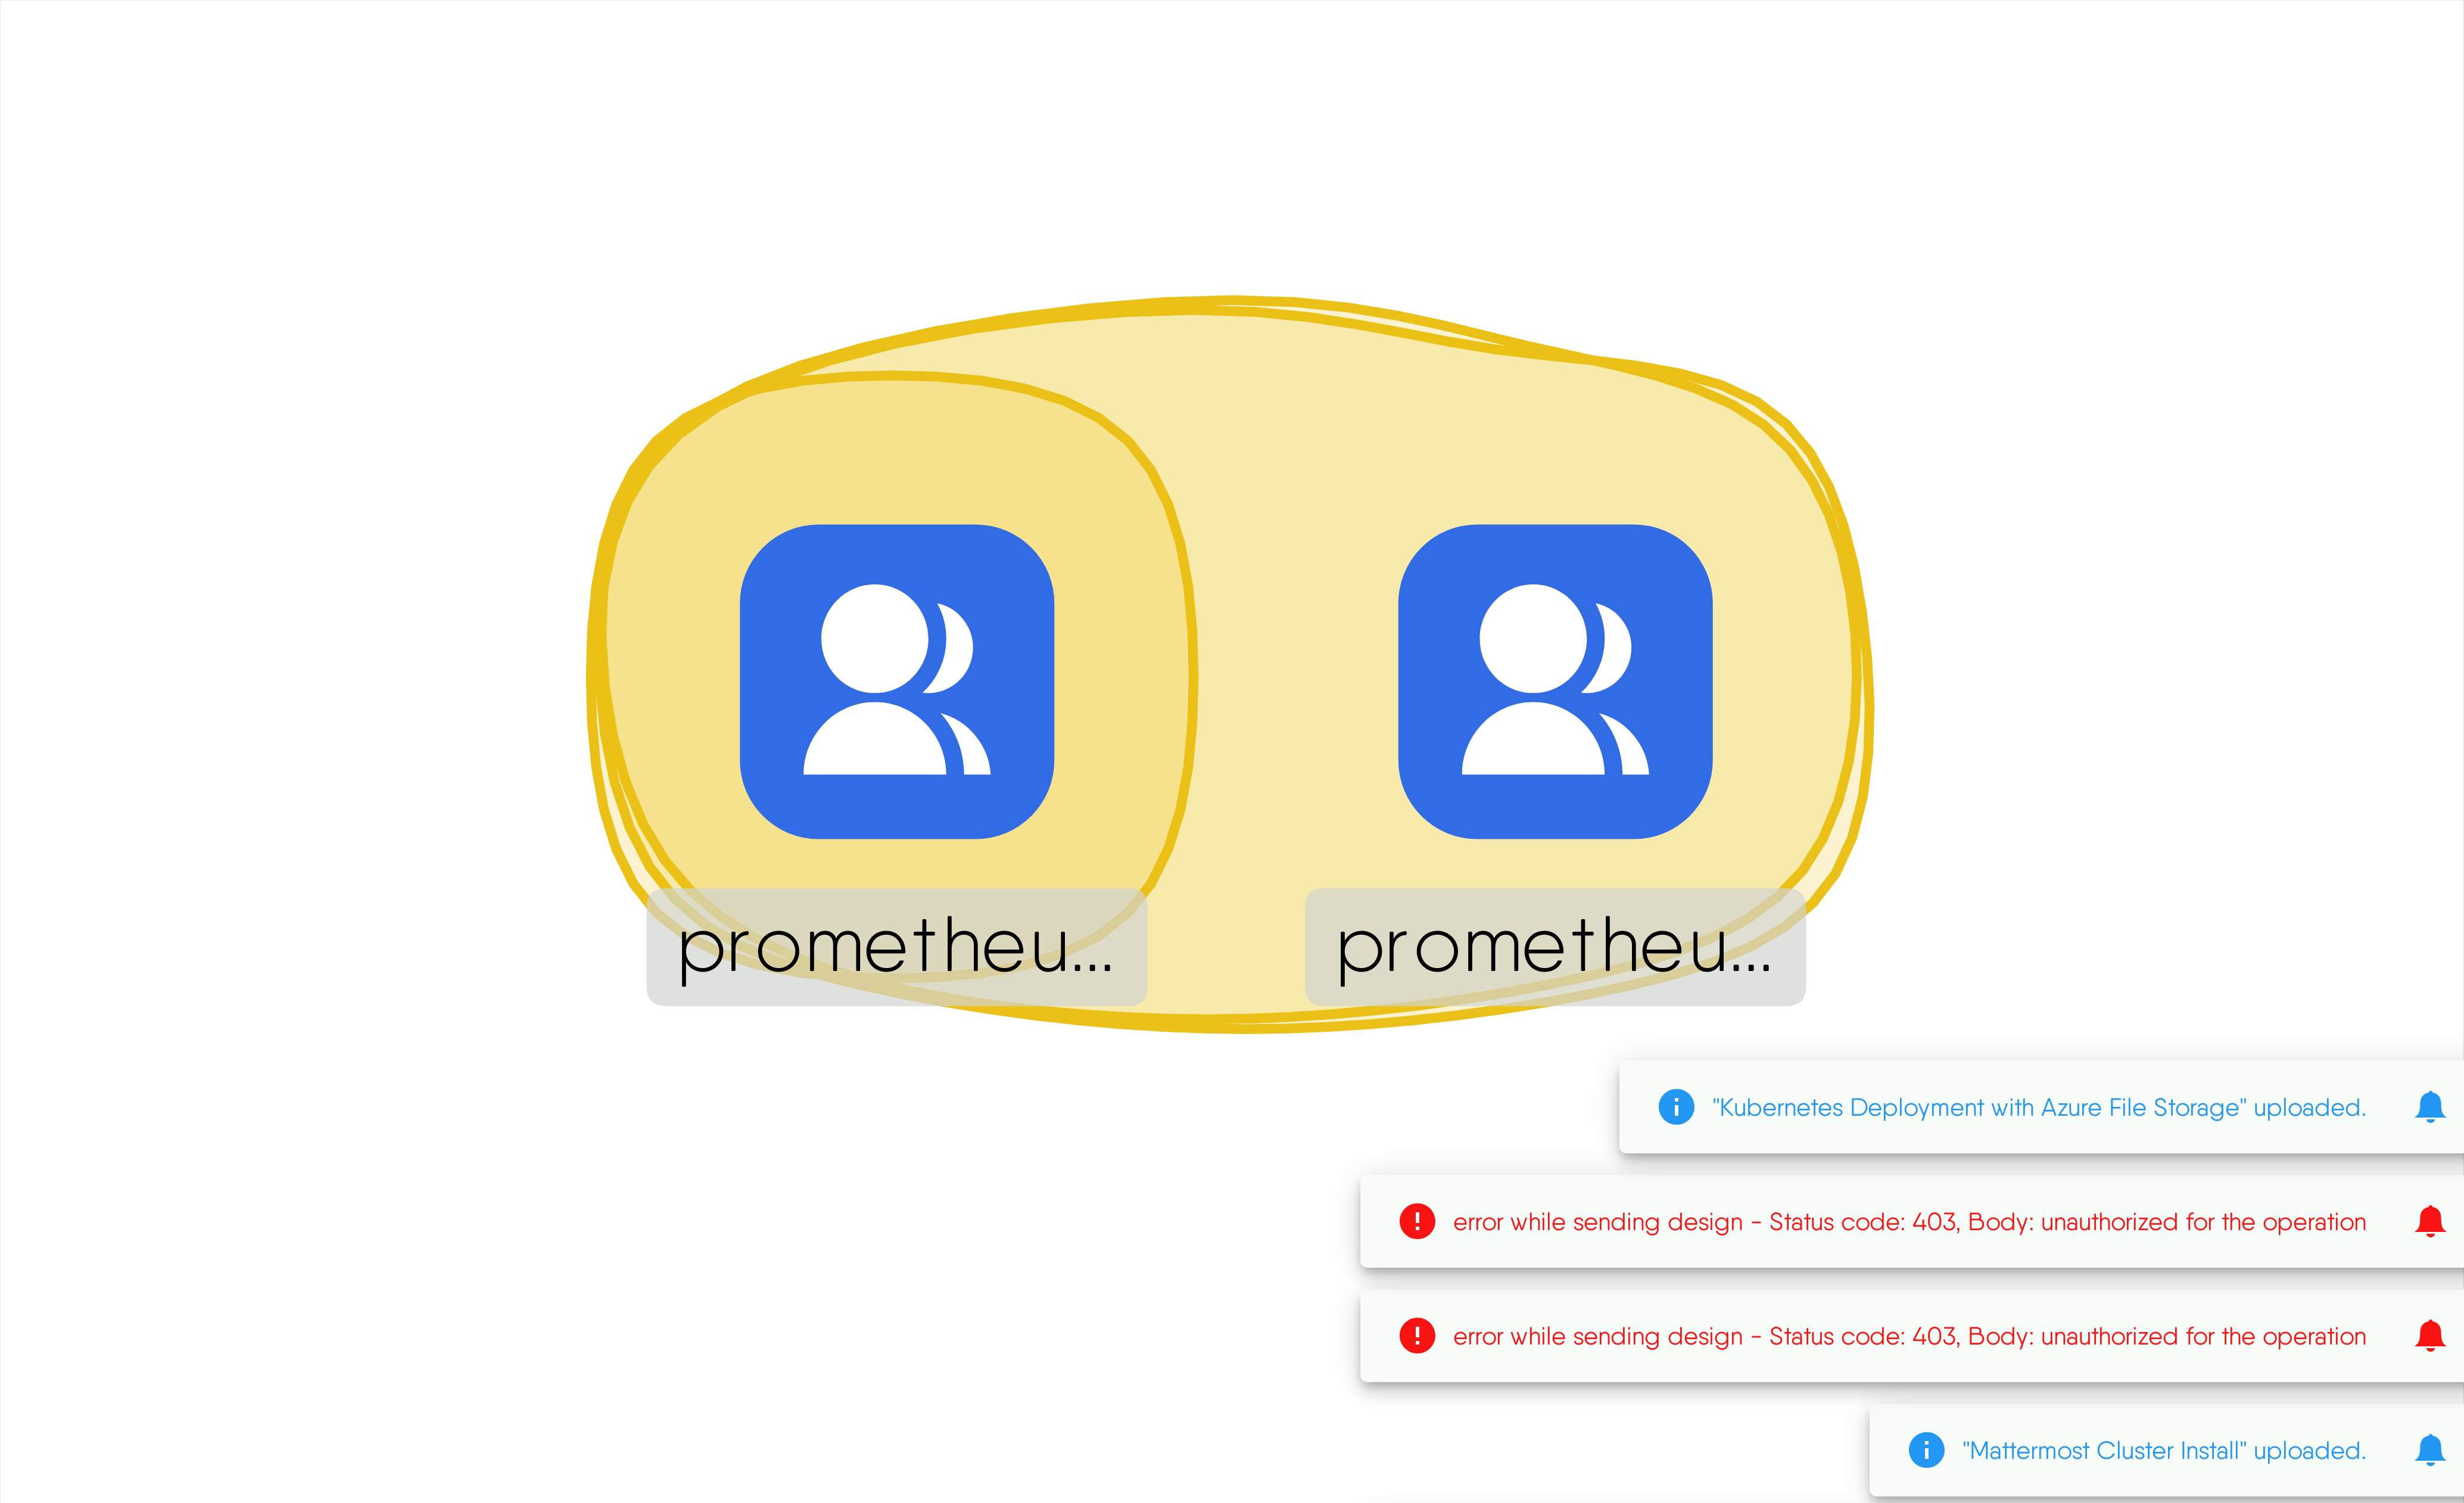 prometheu...
prometheu...
"Kubernetes Deployment with Azure File Storage" uploaded.
error while sending design - Status code: 403, Body: unauthorized for the operation
error while sending design - Status code: 403, Body: unauthorized for the operation
"Mattermost Cluster Install" uploaded.